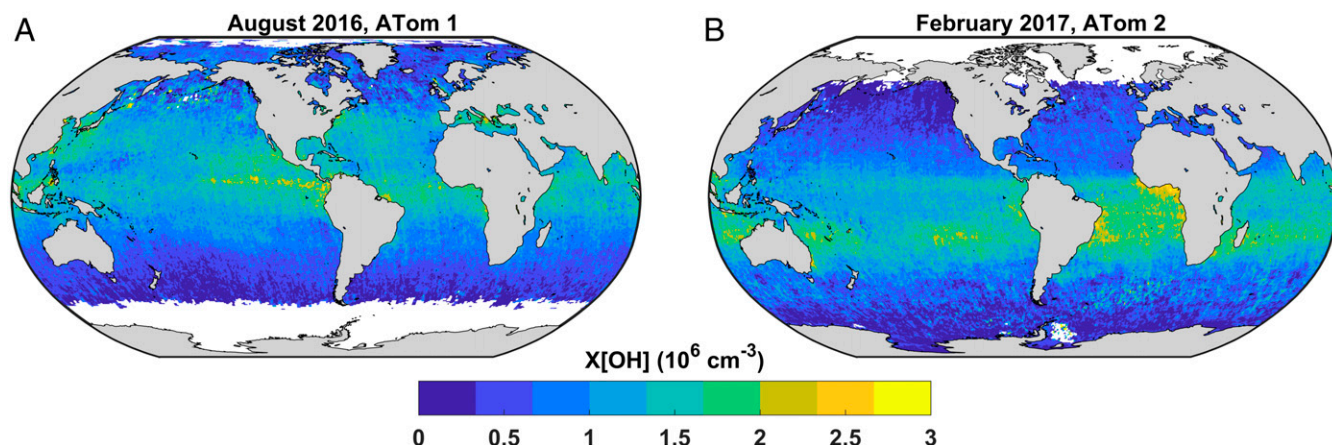 A
August 2016, ATom 1
B
February 2017, ATom 2
X[OH] (10⁶ cm⁻³)
0 0.5 1 1.5 2 2.5 3